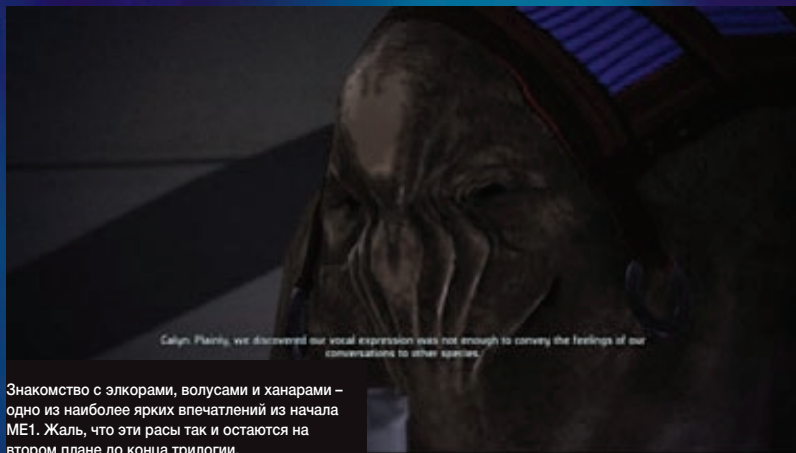 Calyn: Plainly, we discovered our vocal expression was not enough to convey the feelings of our
conversations to other species.
Знакомство с элкорами, волусами и ханарами –
одно из наиболее ярких впечатлений из начала
ME1. Жаль, что эти расы так и остаются на
втором плане до конца трилогии.